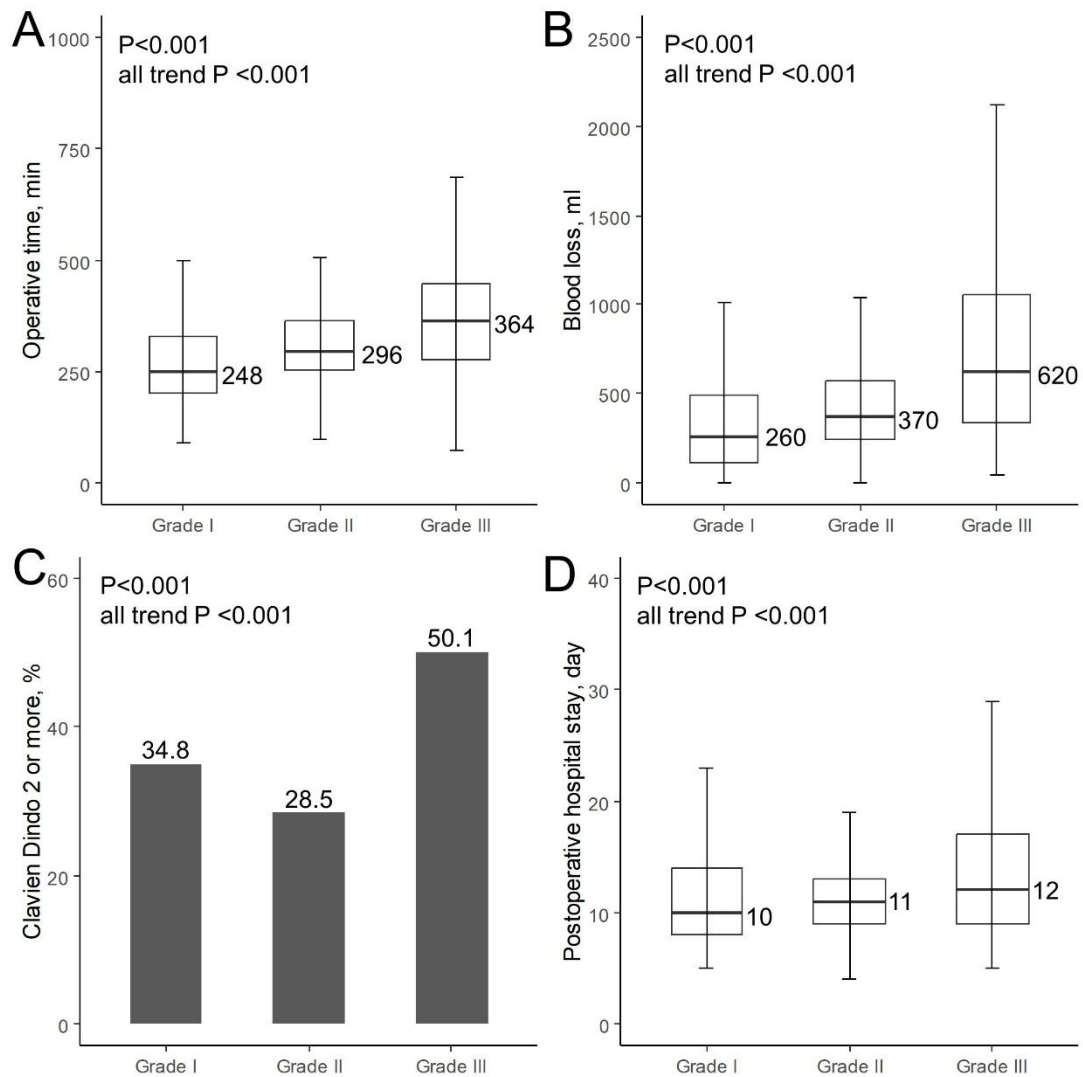 A
P<0.001
all trend P <0.001
Operative time, min
1000
750
500
250
0
248
296
364
Grade I
Grade II
Grade III
B
P<0.001
all trend P <0.001
Blood loss, ml
2500
2000
1500
1000
500
0
260
370
620
Grade I
Grade II
Grade III
C
P<0.001
all trend P <0.001
Clavien Dindo 2 or more, %
60
40
20
0
34.8
28.5
50.1
Grade I
Grade II
Grade III
D
P<0.001
all trend P <0.001
Postoperative hospital stay, day
40
30
20
10
0
10
11
12
Grade I
Grade II
Grade III